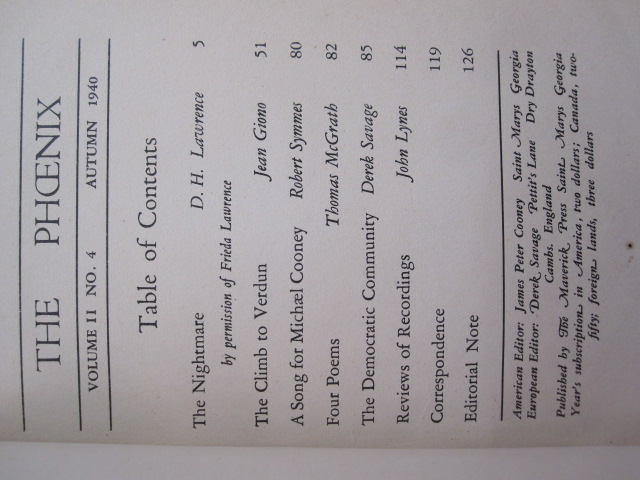 THE PHŒNIX
VOLUME II NO. 4 AUTUMN 1940
Table of Contents
The Nightmare D. H. Lawrence 5
by permission of Frieda Lawrence
The Climb to Verdun Jean Giono 51
A Song for Michæl Cooney Robert Symmes 80
Four Poems Thomas McGrath 82
The Democratic Community Derek Savage 85
Reviews of Recordings John Lynes 114
Correspondence 119
Editorial Note 126
American Editor: James Peter Cooney Saint Marys Georgia
European Editor: Derek Savage Pettit's Lane Dry Drayton
Cambs. England
Published by The Maverick Press Saint Marys Georgia
Year's subscription in America, two dollars; Canada, two-
fifty; foreign lands, three dollars